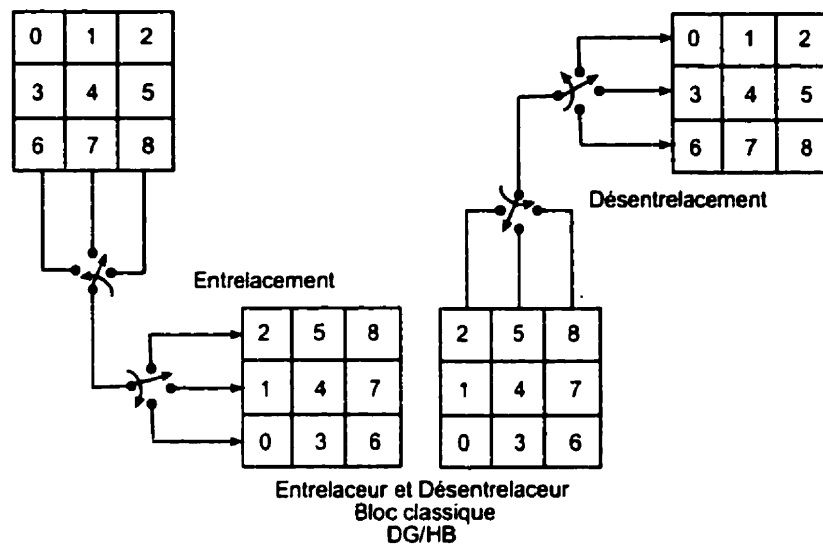 0 1 2
3 4 5
6 7 8
Entrelacement
2 5 8
1 4 7
0 3 6
0 1 2
3 4 5
6 7 8
Désentrelacement
2 5 8
1 4 7
0 3 6
Entrelaceur et Désentrelaceur
Bloc classique
DG/HB